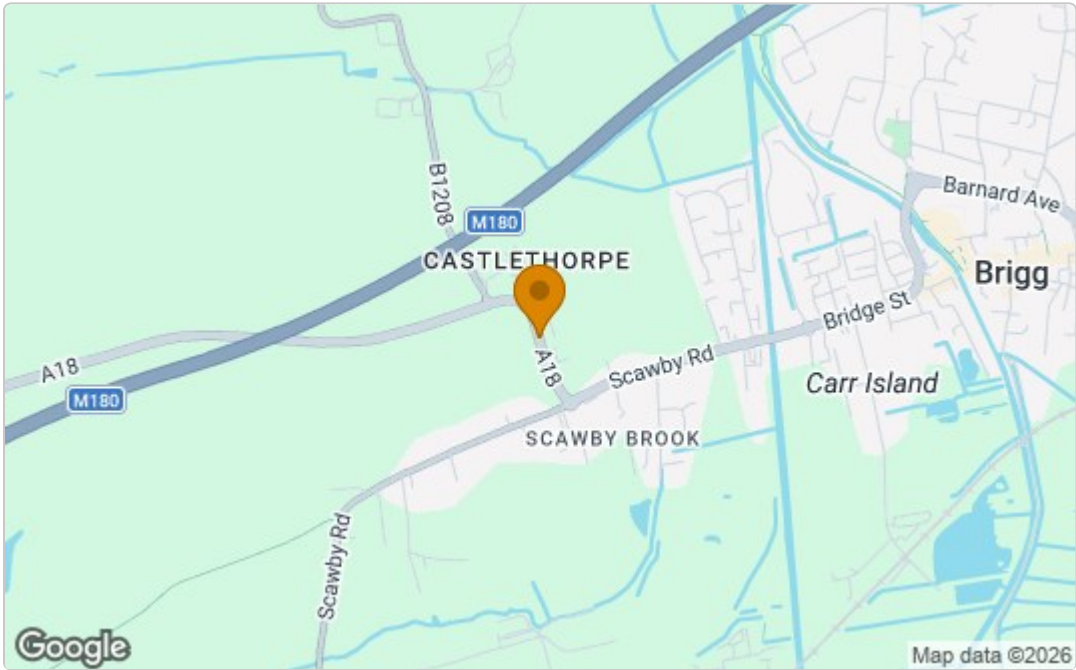 B1208
Barnard Ave
M180
CASTLETHORPE
Brigg
Bridge St
A18
A18
Scawby Rd
Carr Island
M180
SCAWBY BROOK
Scawby Rd
Google
Map data ©2026